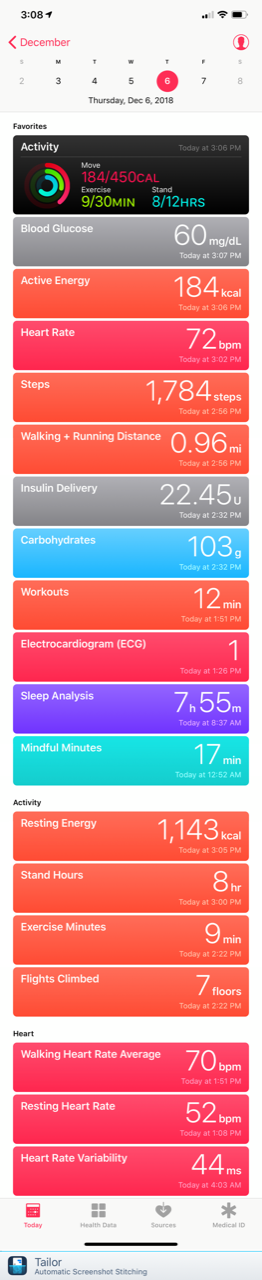 3:08
December
S M T W T F S
2 3 4 5 6 7 8
Thursday, Dec 6, 2018
Favorites
Activity Today at 3:06 PM
Move
184/450CAL
Exercise Stand
9/30MIN 8/12HRS
Blood Glucose 60 mg/dL
Today at 3:07 PM
Active Energy 184 kcal
Today at 3:06 PM
Heart Rate 72 bpm
Today at 3:02 PM
Steps 1,784 steps
Today at 2:56 PM
Walking + Running Distance 0.96 mi
Today at 2:56 PM
Insulin Delivery 22.45 U
Today at 2:32 PM
Carbohydrates 103 g
Today at 2:32 PM
Workouts 12 min
Today at 1:51 PM
Electrocardiogram (ECG) 1
Today at 1:26 PM
Sleep Analysis 7h 55m
Today at 8:37 AM
Mindful Minutes 17 min
Today at 12:52 AM
Activity
Resting Energy 1,143 kcal
Today at 3:05 PM
Stand Hours 8 hr
Today at 3:00 PM
Exercise Minutes 9 min
Today at 2:22 PM
Flights Climbed 7 floors
Today at 2:22 PM
Heart
Walking Heart Rate Average 70 bpm
Today at 1:51 PM
Resting Heart Rate 52 bpm
Today at 1:08 PM
Heart Rate Variability 44 ms
Today at 4:03 AM
Today Health Data Sources Medical ID
Tailor
Automatic Screenshot Stitching